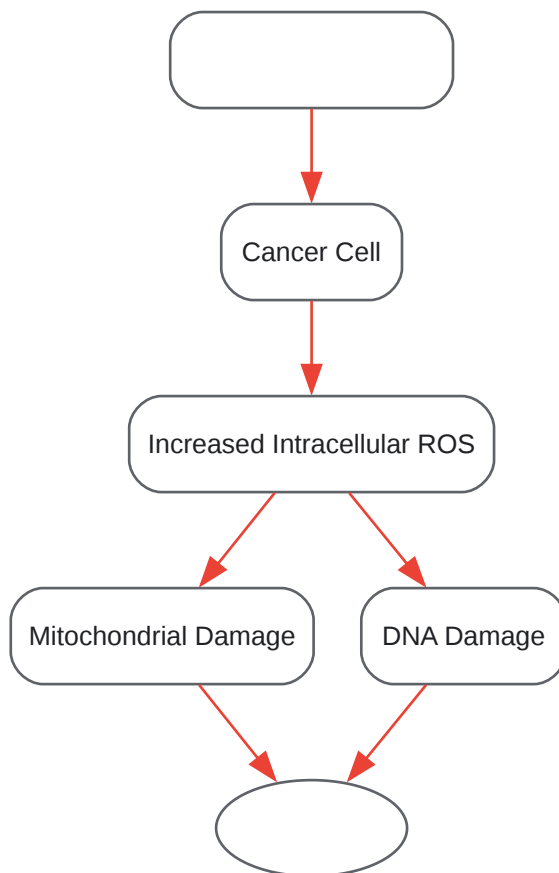 Cancer Cell
Increased Intracellular ROS
Mitochondrial Damage
DNA Damage